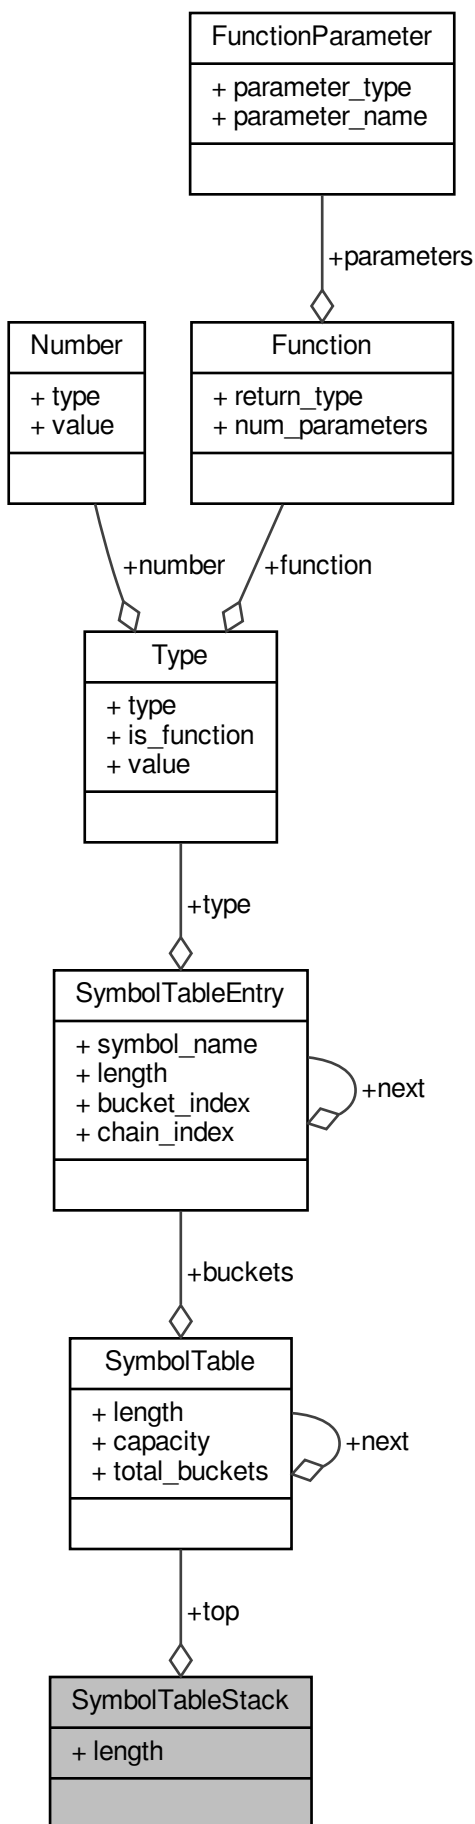 FunctionParameter
+ parameter_type
+ parameter_name
+parameters
Number
+ type
+ value
Function
+ return_type
+ num_parameters
+number
+function
Type
+ type
+ is_function
+ value
+type
SymbolTableEntry
+ symbol_name
+ length
+ bucket_index
+ chain_index
+next
+buckets
SymbolTable
+ length
+ capacity
+ total_buckets
+next
+top
SymbolTableStack
+ length